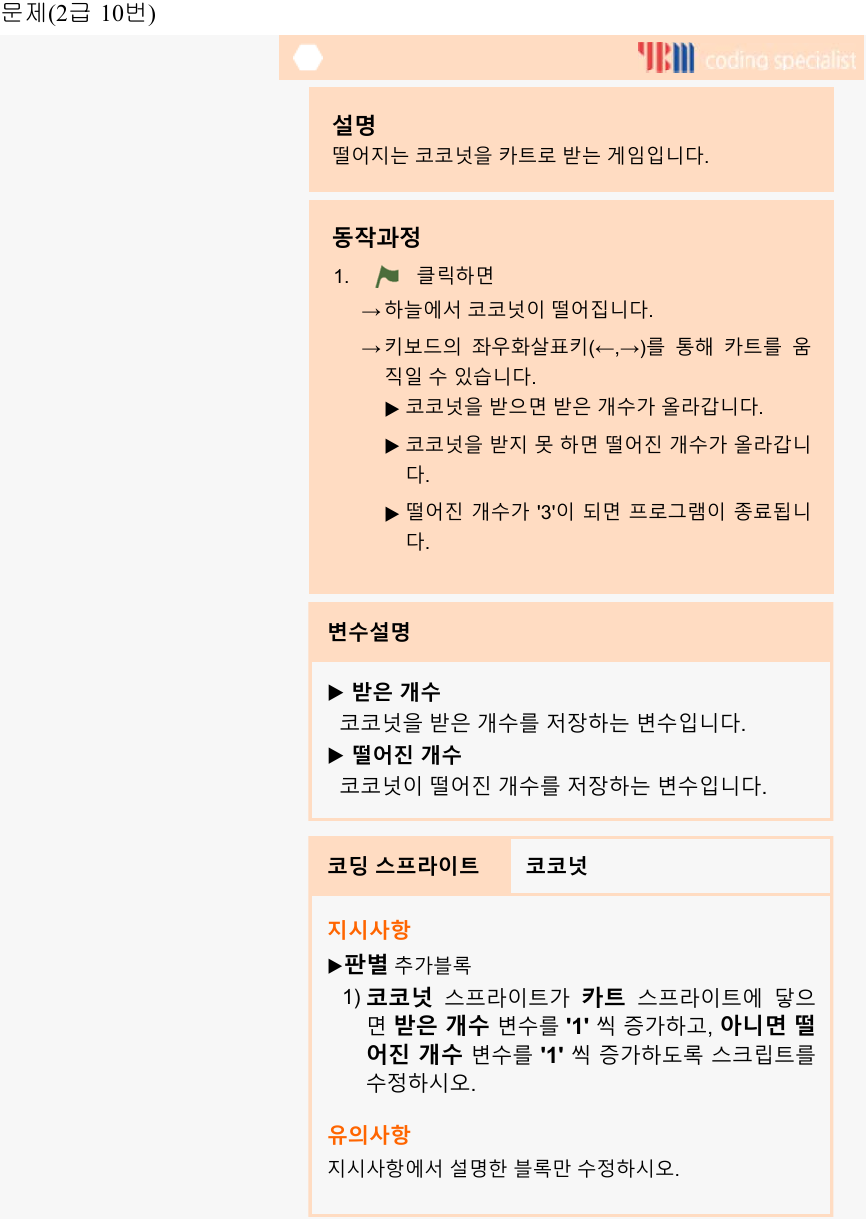 문제(2급 10번)
YBM coding specialist
설명
떨어지는 코코넛을 카트로 받는 게임입니다.
동작과정
1. 클릭하면
→하늘에서 코코넛이 떨어집니다.
→키보드의 좌우화살표키(←,→)를 통해 카트를 움
직일 수 있습니다.
▶ 코코넛을 받으면 받은 개수가 올라갑니다.
▶ 코코넛을 받지 못 하면 떨어진 개수가 올라갑니
다.
▶ 떨어진 개수가 '3'이 되면 프로그램이 종료됩니
다.
변수설명
▶ 받은 개수
코코넛을 받은 개수를 저장하는 변수입니다.
▶ 떨어진 개수
코코넛이 떨어진 개수를 저장하는 변수입니다.
코딩 스프라이트 코코넛
지시사항
▶판별 추가블록
1) 코코넛 스프라이트가 카트 스프라이트에 닿으
면 받은 개수 변수를 '1' 씩 증가하고, 아니면 떨
어진 개수 변수를 '1' 씩 증가하도록 스크립트를
수정하시오.
유의사항
지시사항에서 설명한 블록만 수정하시오.